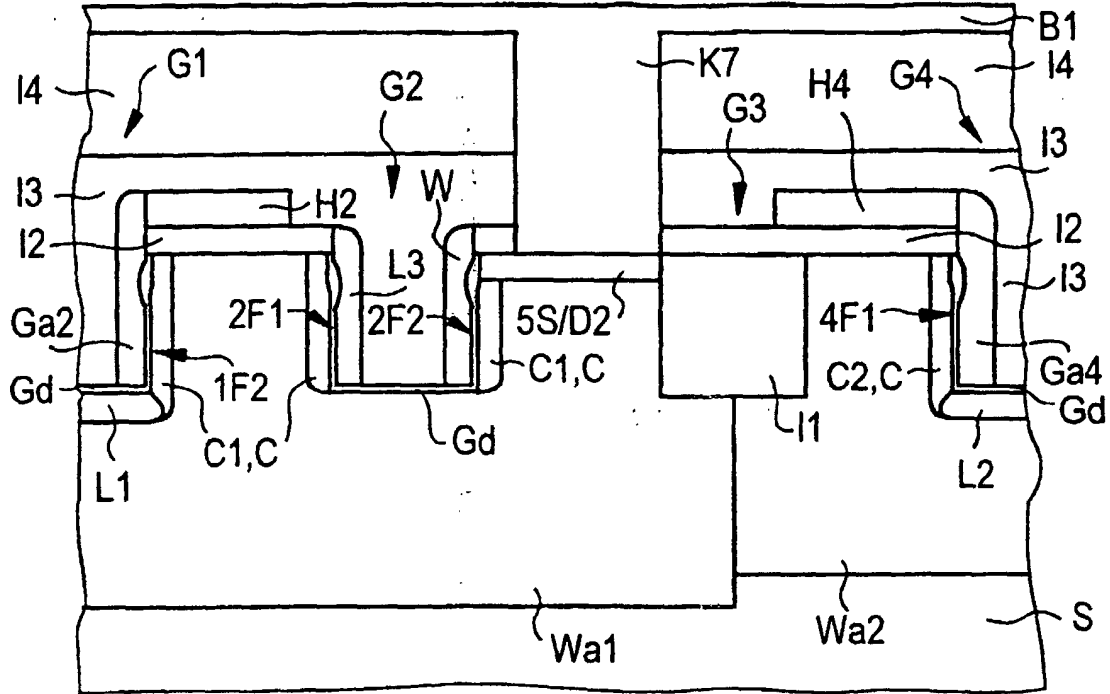 B1
G1
K7
I4
I4
G2
H4
G4
G3
I3
I3
W
H2
I2
I2
L3
I3
Ga2
2F1
2F2
5S/D2
4F1
Gd
1F2
C1,C
C2,C
Ga4
Gd
C1,C
Gd
I1
L1
L2
Wa1
Wa2
S